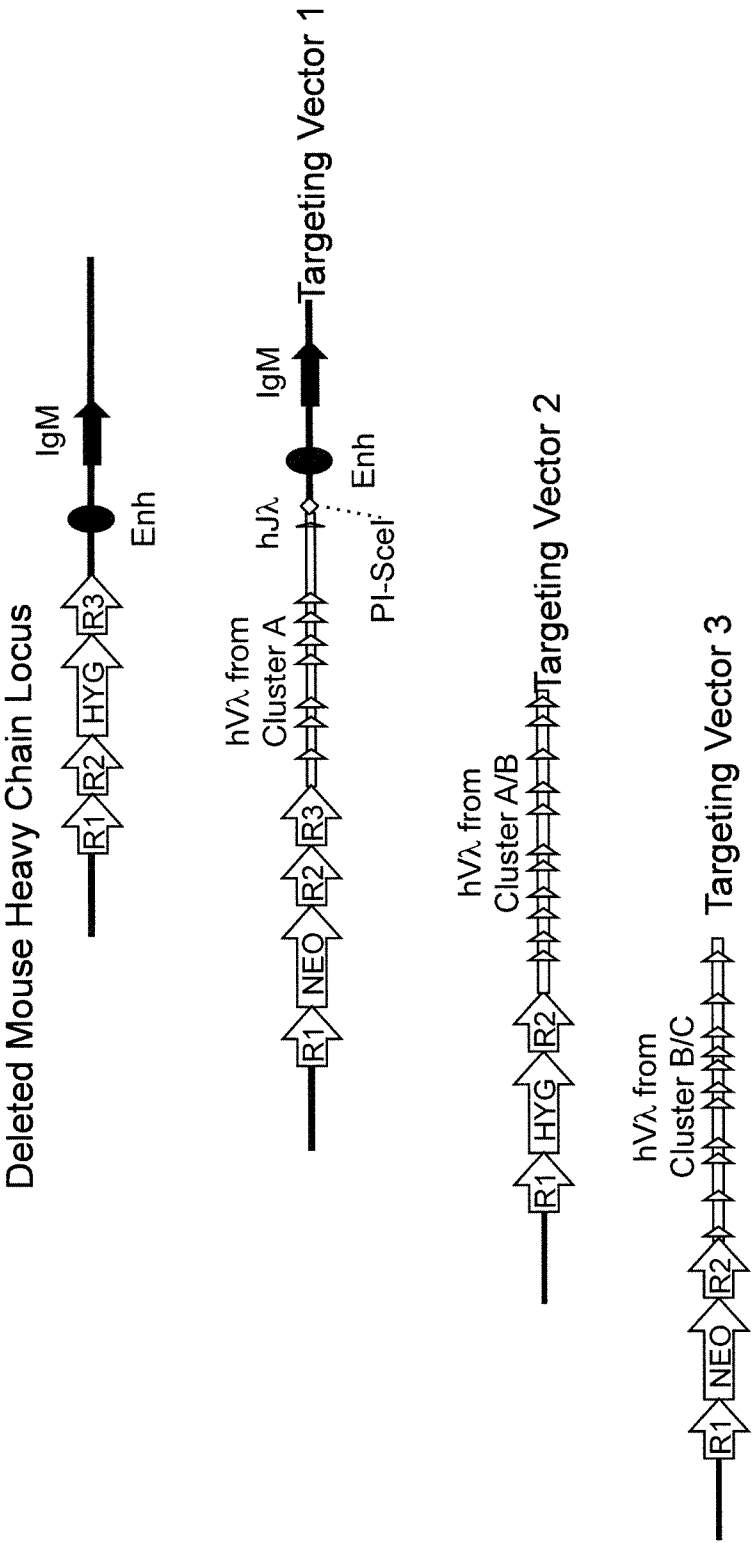 Deleted Mouse Heavy Chain Locus
R1 R2 HYG R3
Enh
IgM
hVλ from
Cluster A
hJλ
IgM
R1 NEO R2 R3
PI-SceI
Enh
Targeting Vector 1
hVλ from
Cluster A/B
R1 HYG R2
Targeting Vector 2
hVλ from
Cluster B/C
R1 NEO R2
Targeting Vector 3